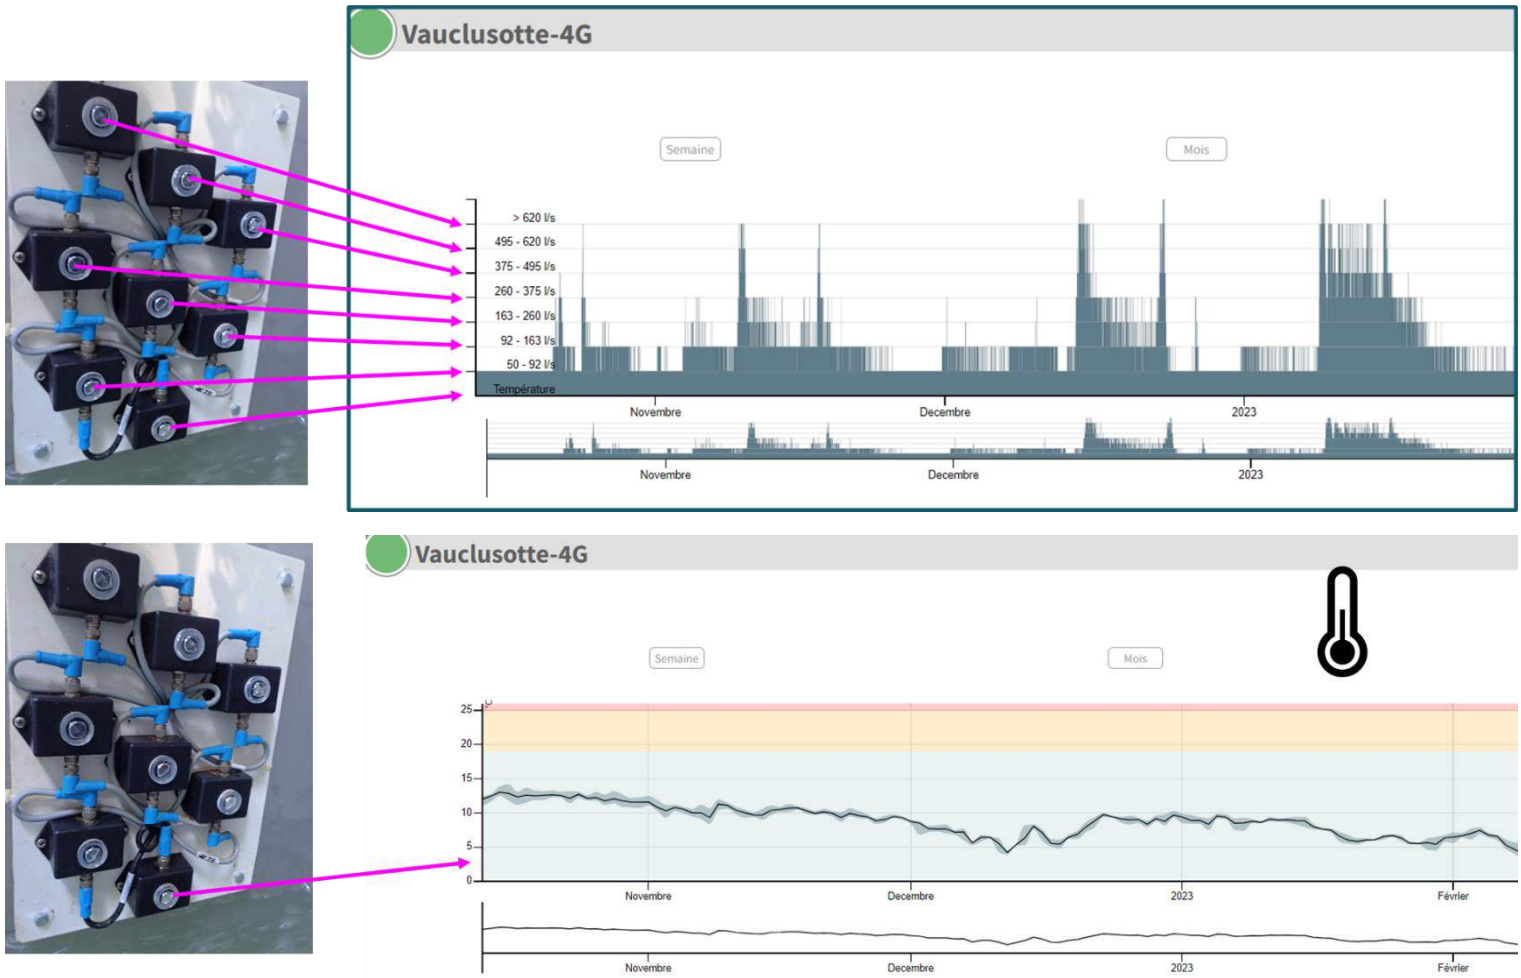 Vauclusotte-4G
Semaine
Mois
> 620 l/s
495 - 620 l/s
375 - 495 l/s
260 - 375 l/s
163 - 260 l/s
92 - 163 l/s
50 - 92 l/s
Température
Novembre
Decembre
2023
Novembre
Decembre
2023
Vauclusotte-4G
Semaine
Mois
°C
25
20
15
10
5
0
Novembre
Decembre
2023
Février
Novembre
Decembre
2023
Février